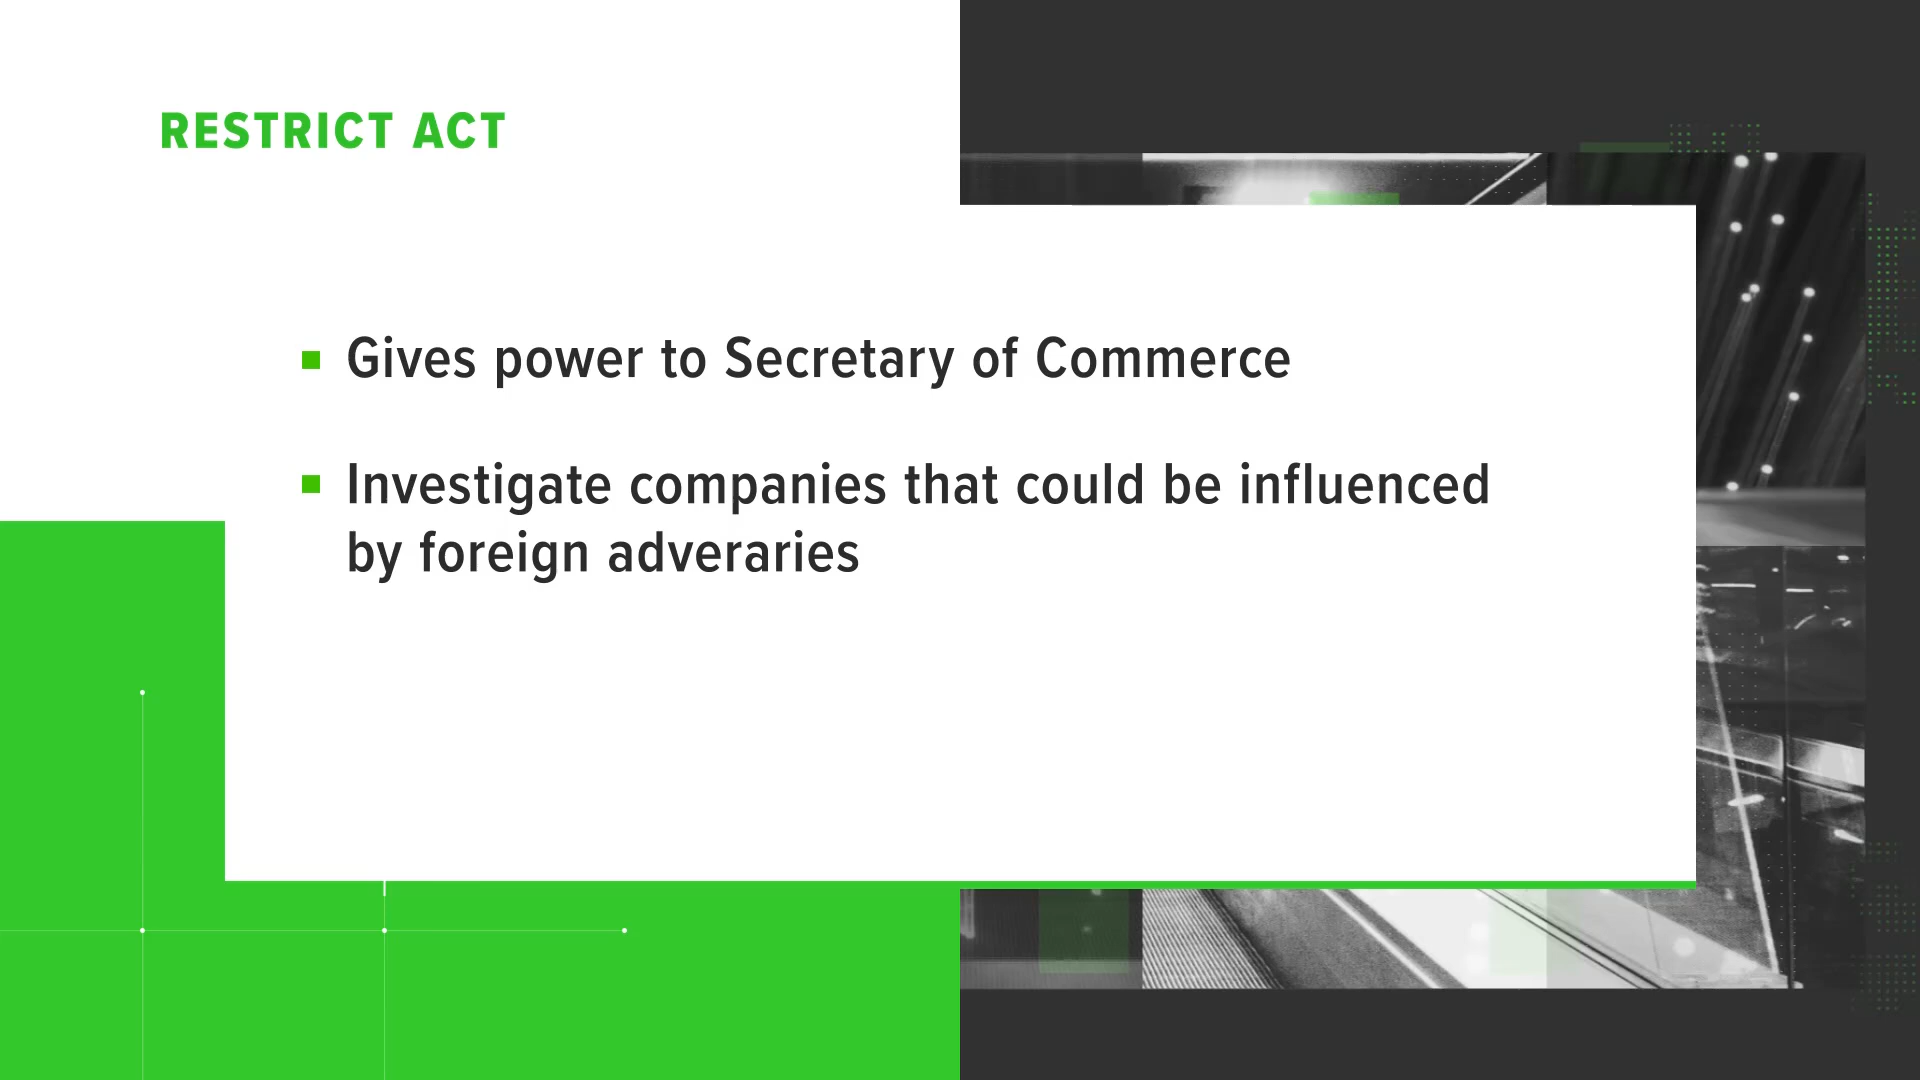 RESTRICT ACT
Gives power to Secretary of Commerce
Investigate companies that could be influenced
by foreign adveraries